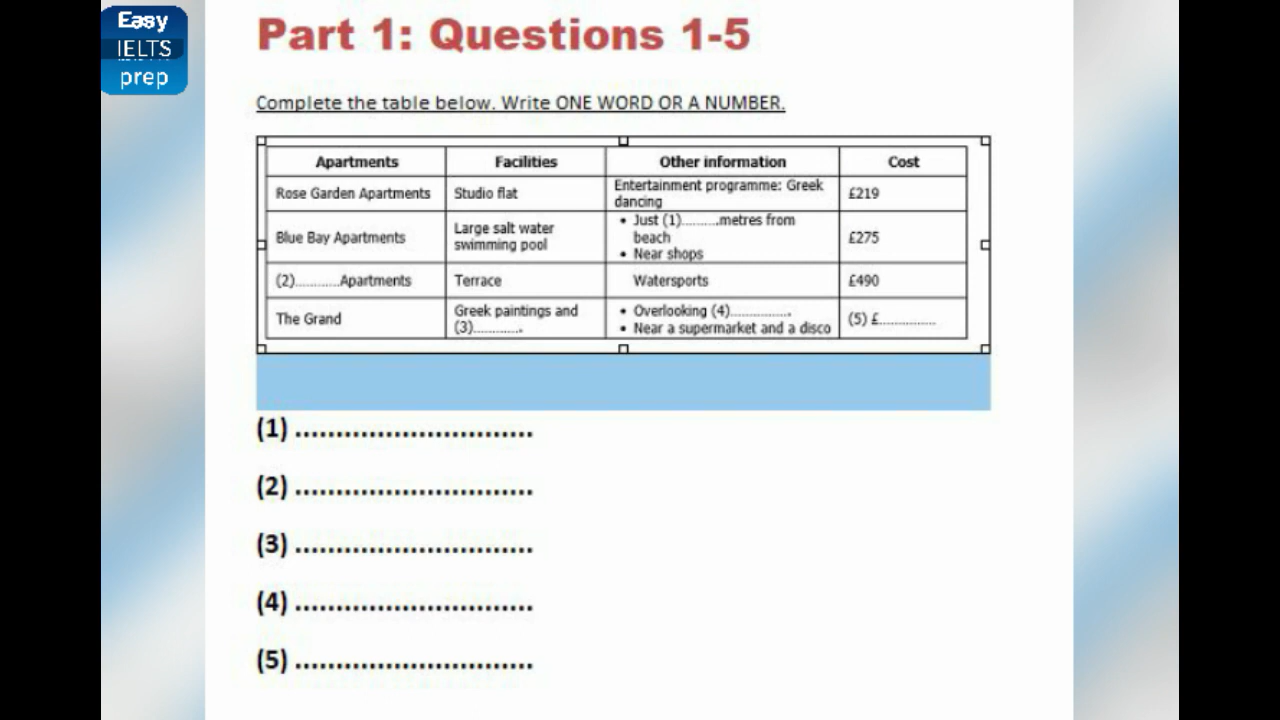 Easy
IELTS
prep
Part 1: Questions 1-5
Complete the table below. Write ONE WORD OR A NUMBER.
Apartments Facilities Other information Cost
Rose Garden Apartments Studio flat Entertainment programme: Greek dancing £219
Blue Bay Apartments Large salt water swimming pool • Just (1)..........metres from beach • Near shops £275
(2)............Apartments Terrace Watersports £490
The Grand Greek paintings and (3)............. • Overlooking (4)................ • Near a supermarket and a disco (5) £...............
(1) .............................
(2) .............................
(3) .............................
(4) .............................
(5) .............................